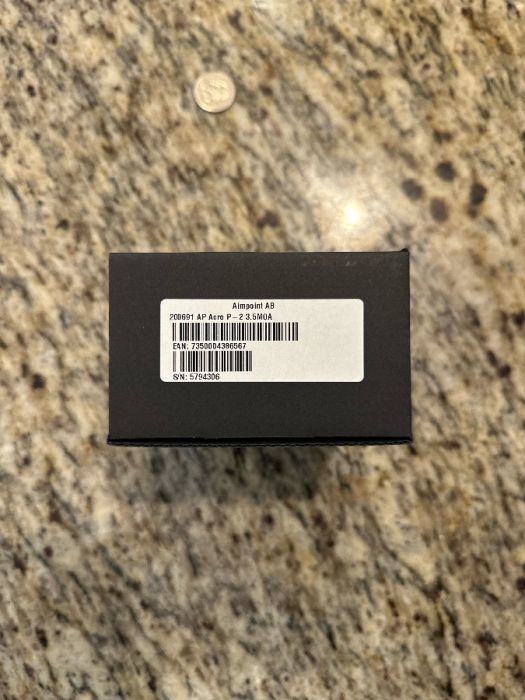 Aimpoint AB
200691 AP Acro P-2 3.5MOA
EAN: 7350004386567
S/N: 5794306